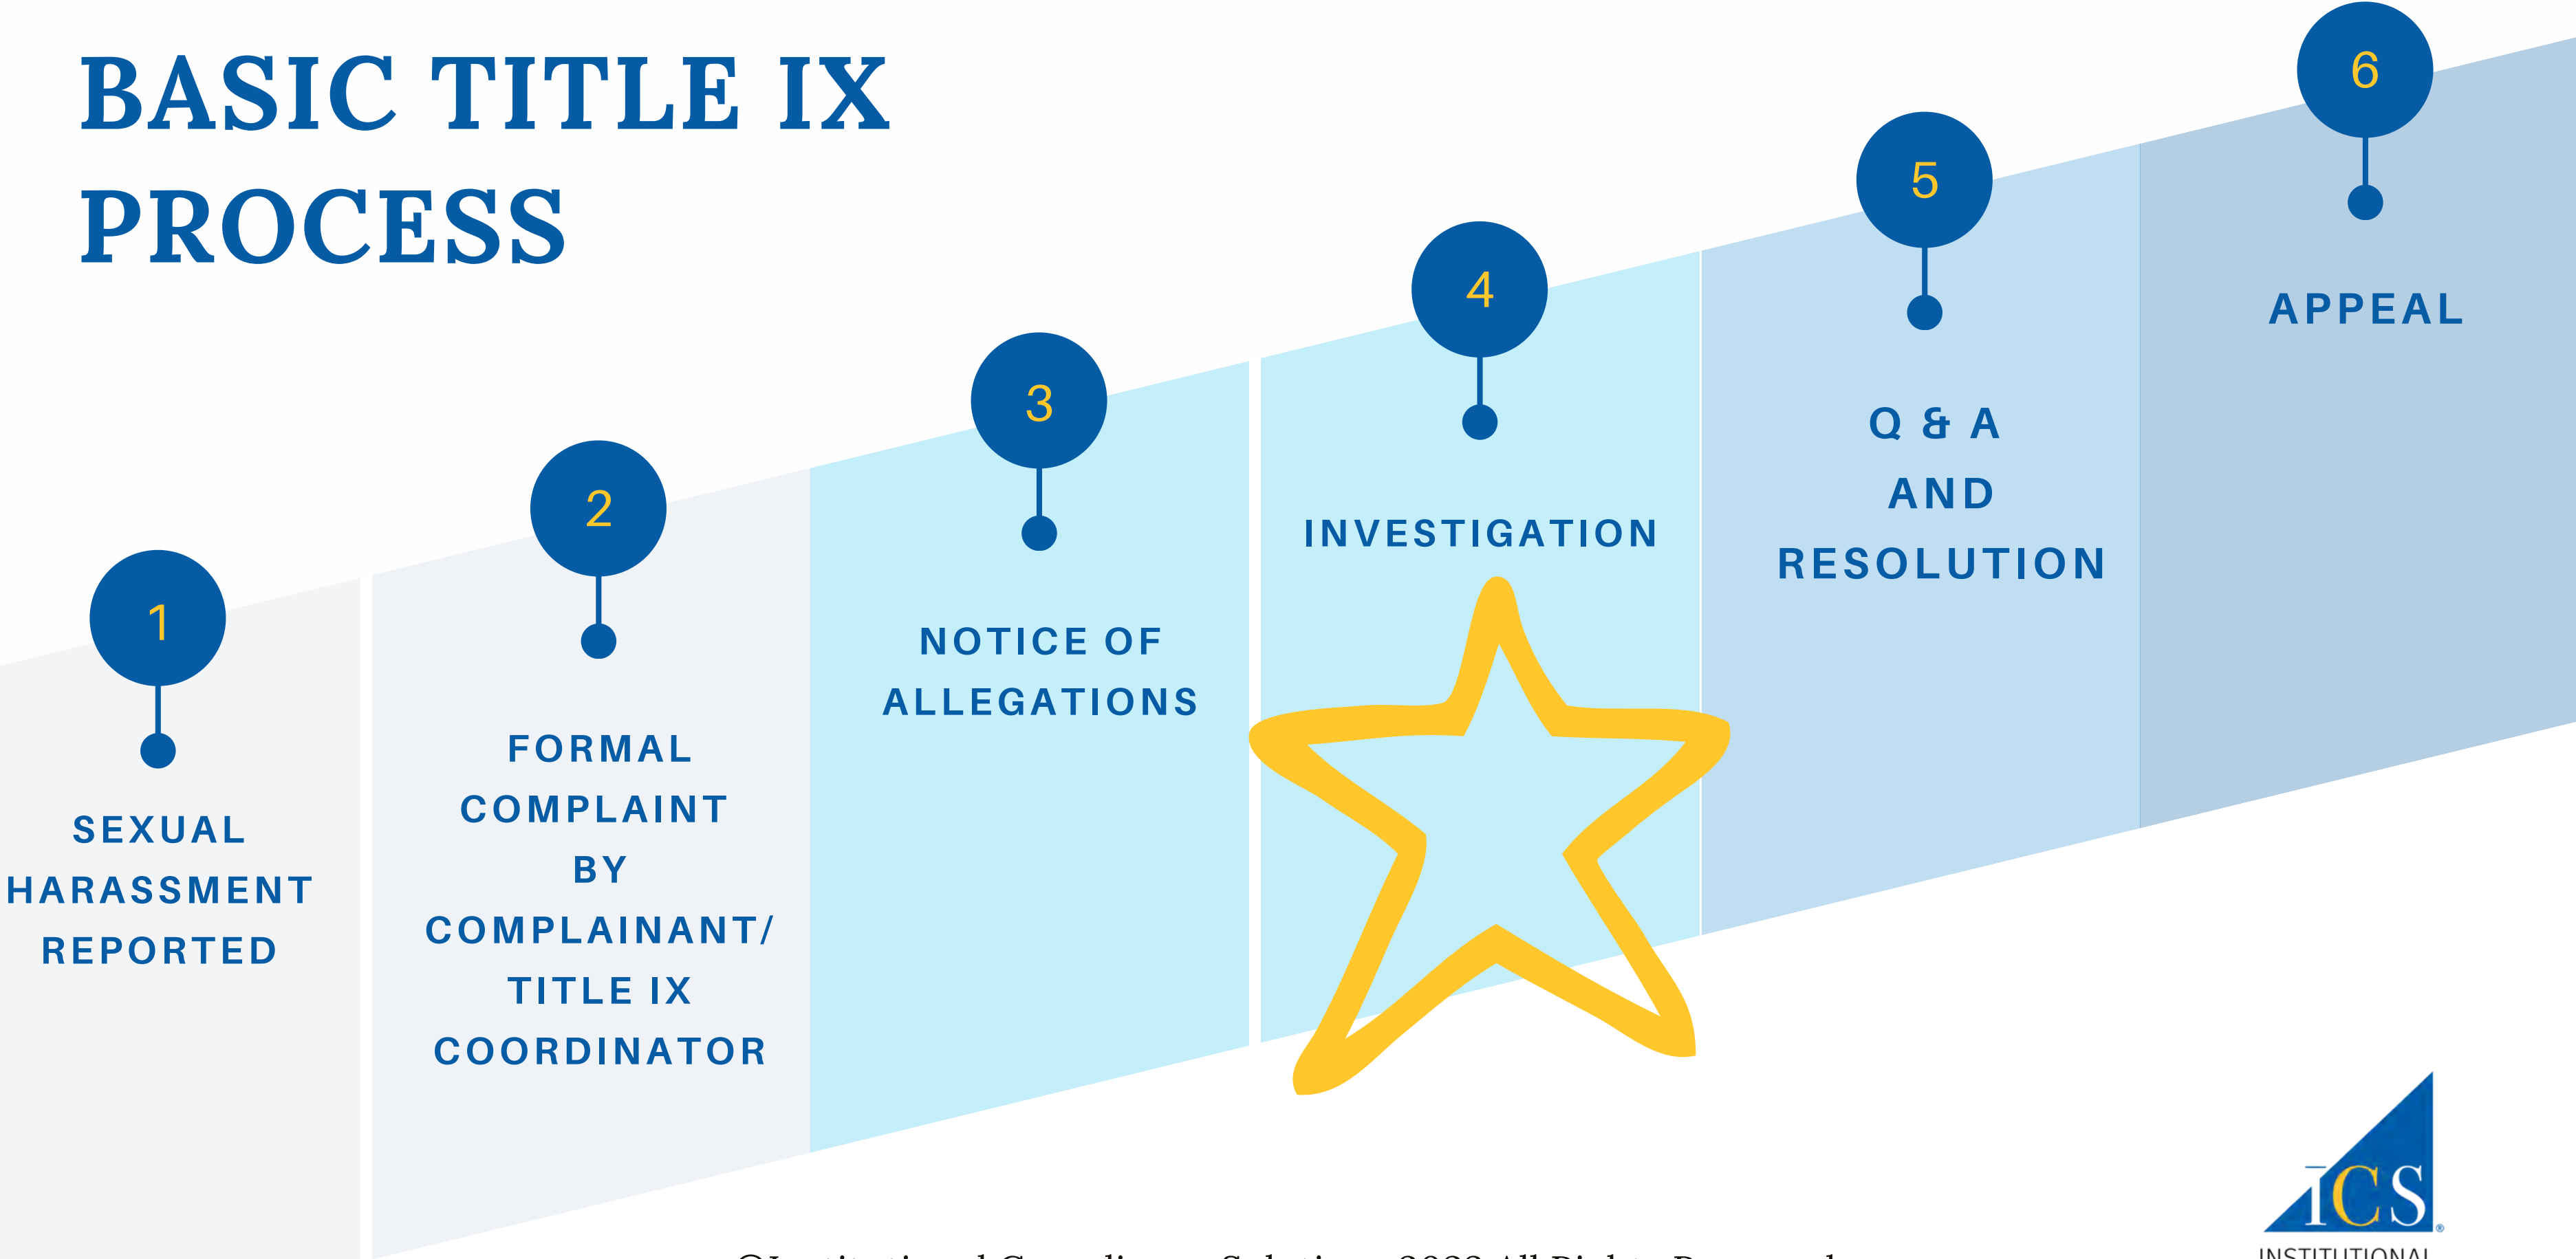 BASIC TITLE IX
PROCESS
1
SEXUAL
HARASSMENT
REPORTED
2
FORMAL
COMPLAINT
BY
COMPLAINANT/
TITLE IX
COORDINATOR
3
NOTICE OF
ALLEGATIONS
4
INVESTIGATION
5
Q & A
AND
RESOLUTION
6
APPEAL
ICS®
INSTITUTIONAL